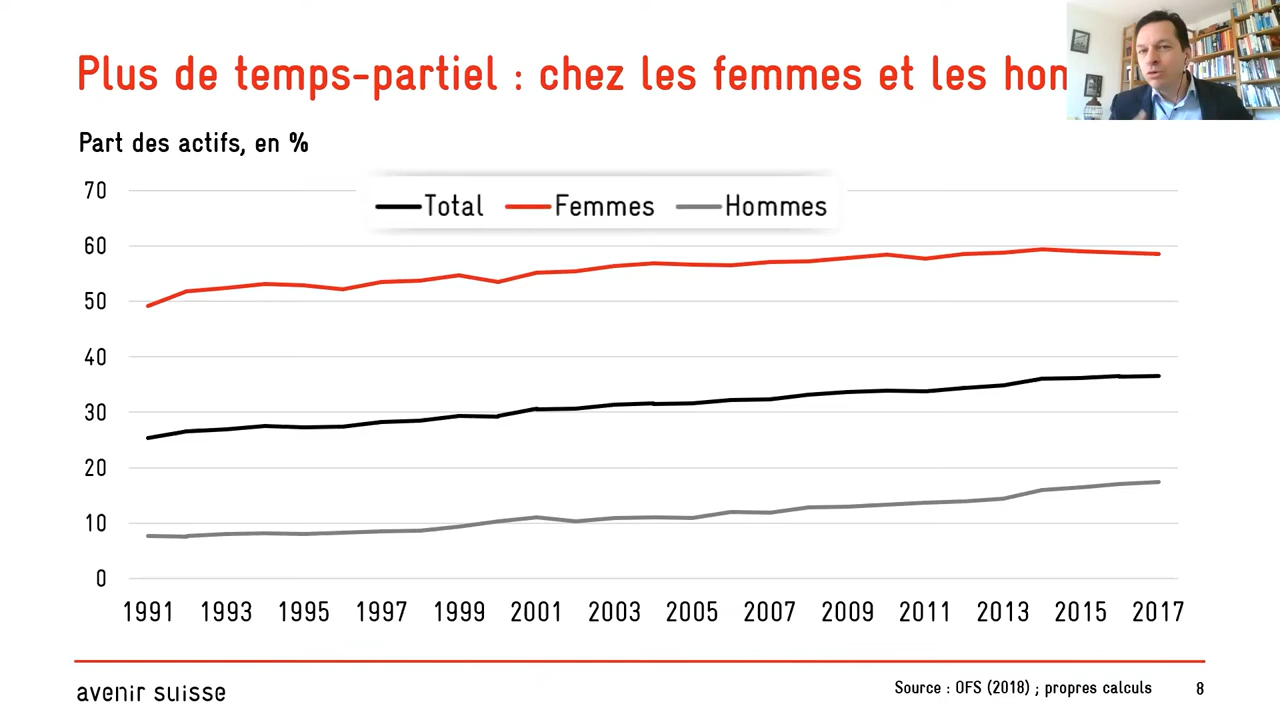 Plus de temps-partiel : chez les femmes et les hom
Part des actifs, en %
Total Femmes Hommes
70
60
50
40
30
20
10
0
1991 1993 1995 1997 1999 2001 2003 2005 2007 2009 2011 2013 2015 2017
avenir suisse
Source : OFS (2018) ; propres calculs
8